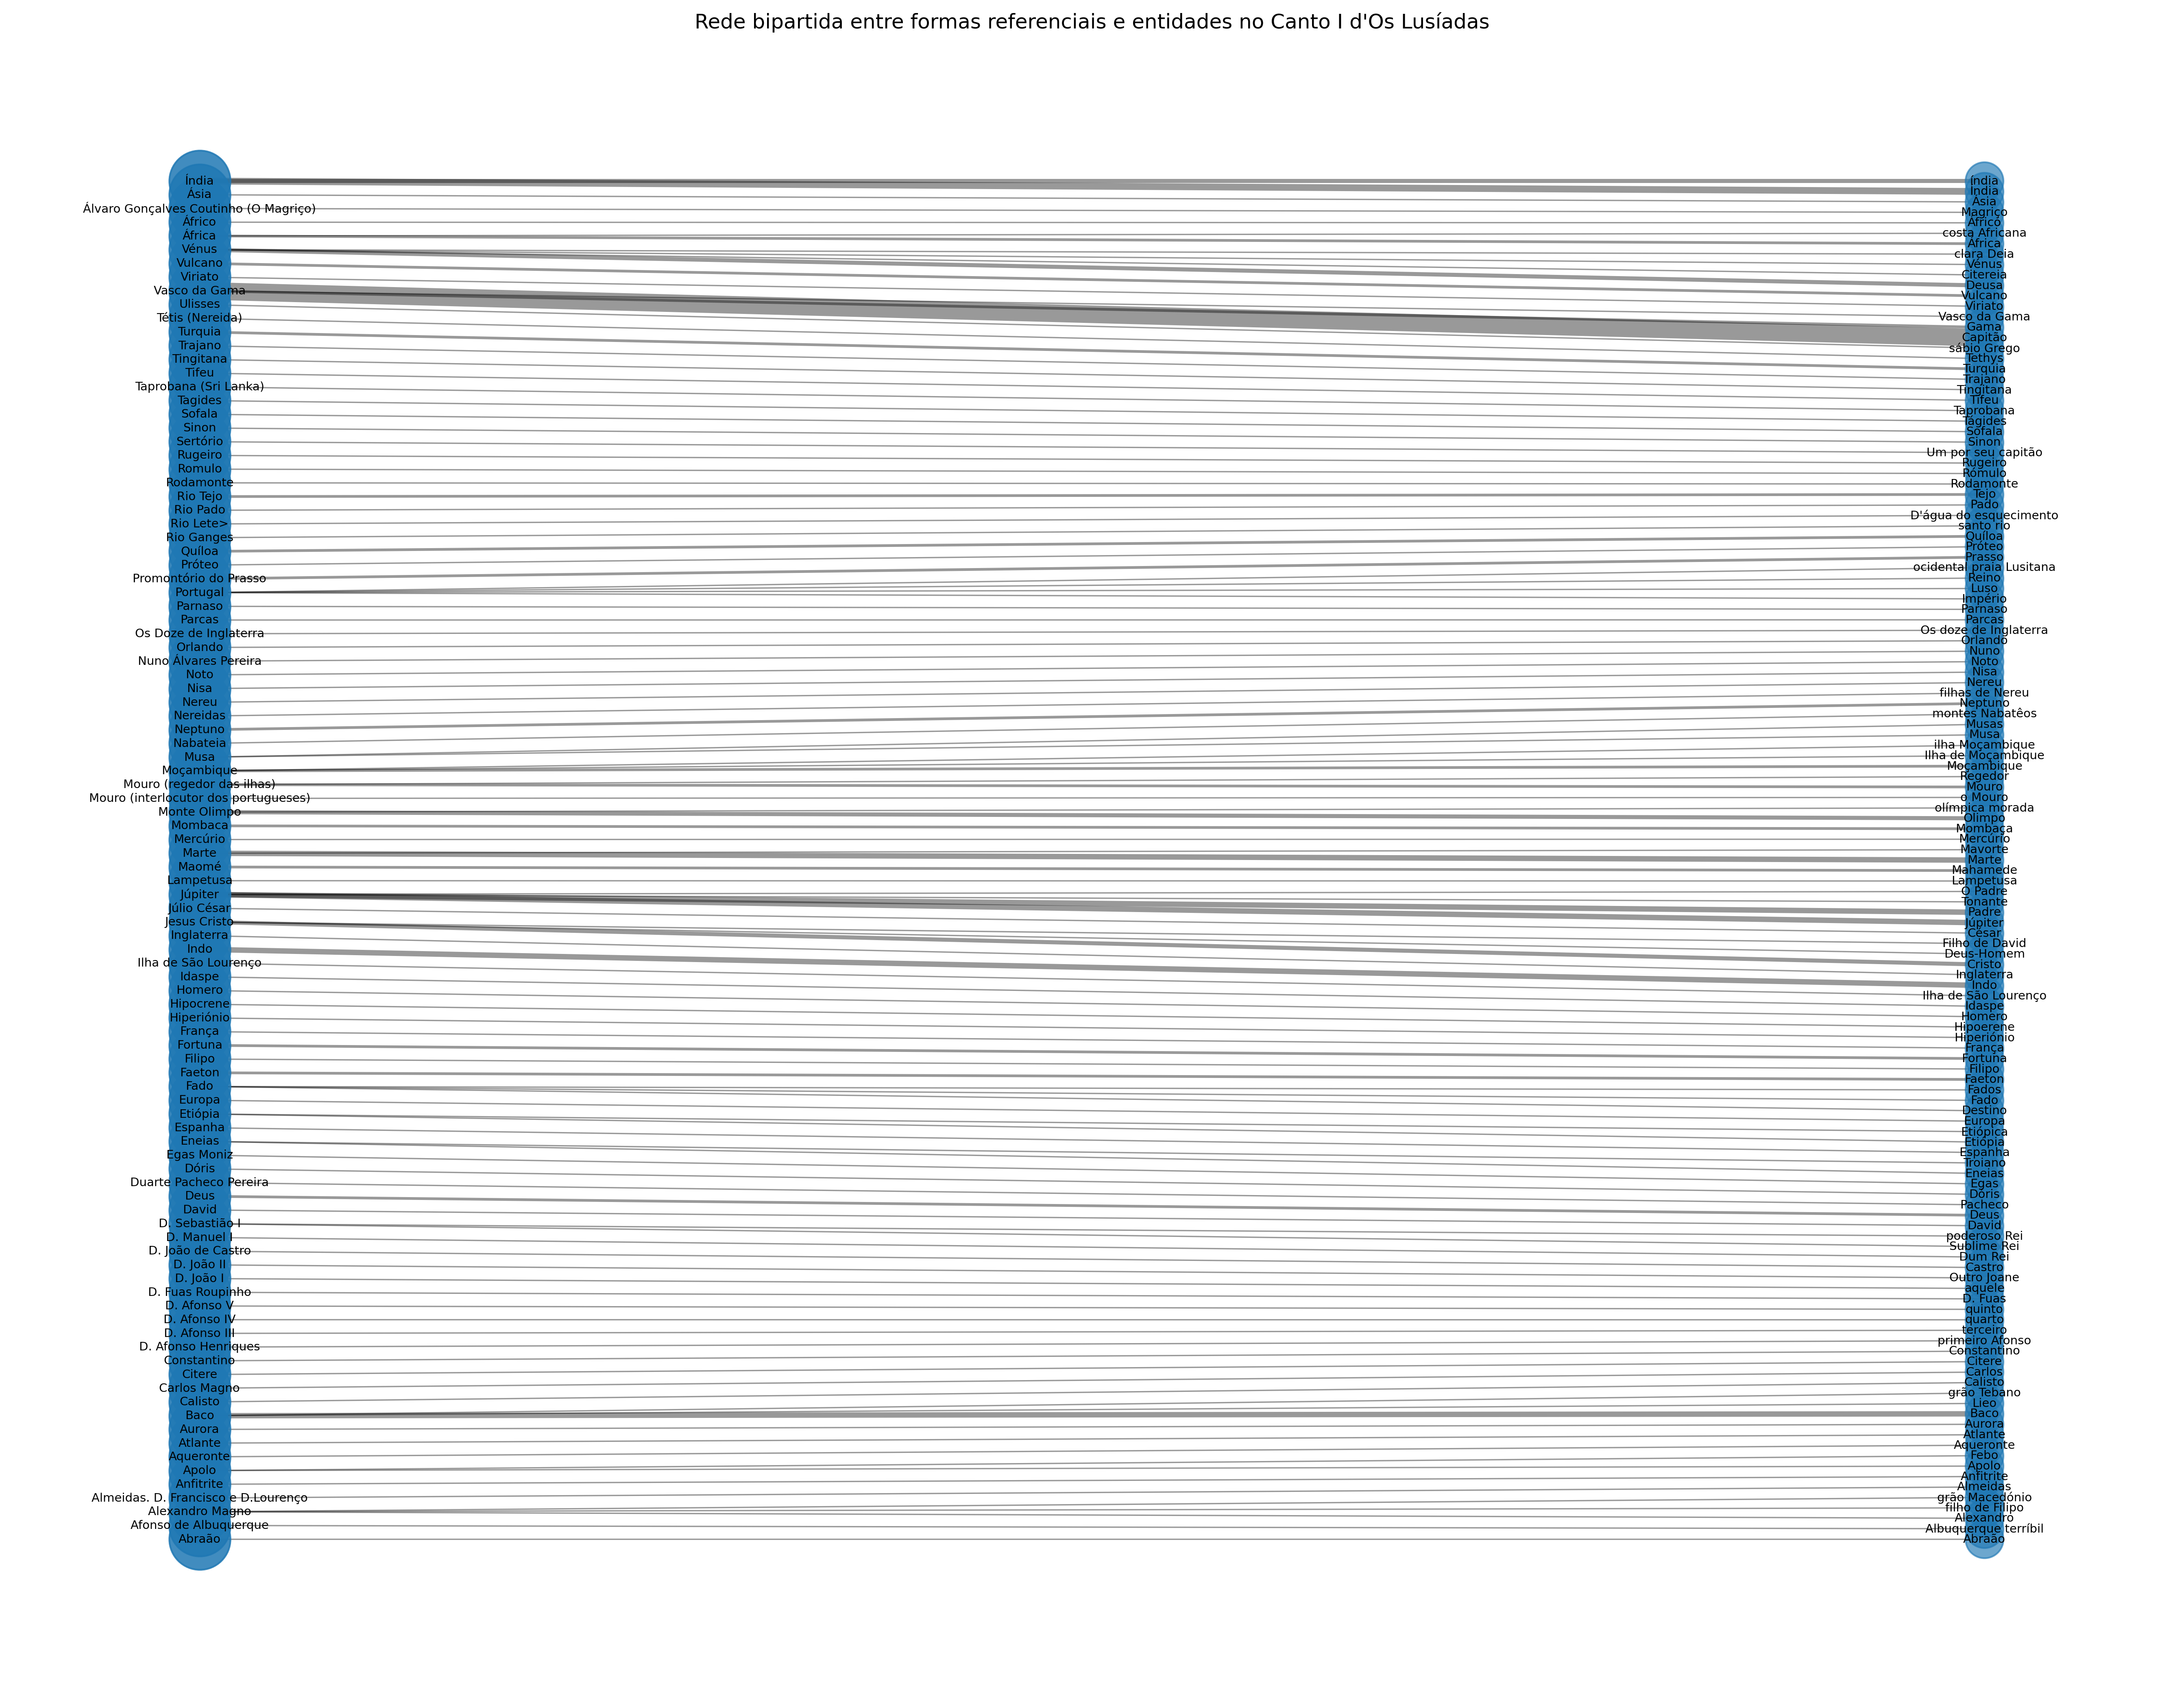 Rede bipartida entre formas referenciais e entidades no Canto I d'Os Lusíadas
Índia
Ásia
Álvaro Gonçalves Coutinho (O Magriço)
Áfrico
África
Vénus
Vulcano
Viriato
Vasco da Gama
Ulisses
Tétis (Nereida)
Turquia
Trajano
Tingitana
Tifeu
Taprobana (Sri Lanka)
Tagides
Sofala
Sinon
Sertório
Rugeiro
Romulo
Rodamonte
Rio Tejo
Rio Pado
Rio Lete>
Rio Ganges
Quíloa
Próteo
Promontório do Prasso
Portugal
Parnaso
Parcas
Os Doze de Inglaterra
Orlando
Nuno Álvares Pereira
Noto
Nisa
Nereu
Nereidas
Neptuno
Nabateia
Musa
Moçambique
Mouro (regedor das ilhas)
Mouro (interlocutor dos portugueses)
Monte Olimpo
Mombaca
Mercúrio
Marte
Maomé
Lampetusa
Júpiter
Júlio César
Jesus Cristo
Inglaterra
Indo
Ilha de São Lourenço
Idaspe
Homero
Hipocrene
Hiperiónio
França
Fortuna
Filipo
Faeton
Fado
Europa
Etiópia
Espanha
Eneias
Egas Moniz
Dóris
Duarte Pacheco Pereira
Deus
David
D. Sebastião I
D. Manuel I
D. João de Castro
D. João II
D. João I
D. Fuas Roupinho
D. Afonso V
D. Afonso IV
D. Afonso III
D. Afonso Henriques
Constantino
Citere
Carlos Magno
Calisto
Baco
Aurora
Atlante
Aqueronte
Apolo
Anfitrite
Almeidas. D. Francisco e D.Lourenço
Alexandro Magno
Afonso de Albuquerque
Abraão
Índia
Índia
Ásia
Magriço
Áfrico
costa Africana
África
clara Deia
Vénus
Citereia
Deusa
Vulcano
Viriato
Vasco da Gama
Gama
Capitão
sábio Grego
Tethys
Turquia
Trajano
Tingitana
Tifeu
Taprobana
Tágides
Sofala
Sinon
Um por seu capitão
Rugeiro
Rómulo
Rodamonte
Tejo
Pado
D'água do esquecimento
santo rio
Quíloa
Próteo
Prasso
ocidental praia Lusitana
Reino
Luso
Império
Parnaso
Parcas
Os doze de Inglaterra
Orlando
Nuno
Noto
Nisa
Nereu
filhas de Nereu
Neptuno
montes Nabatêos
Musas
Musa
ilha Moçambique
Ilha de Moçambique
Moçambique
Regedor
Mouro
o Mouro
olímpica morada
Olimpo
Mombaça
Mercúrio
Mavorte
Marte
Mahamede
Lampetusa
O Padre
Tonante
Padre
Júpiter
César
Filho de David
Deus-Homem
Cristo
Inglaterra
Indo
Ilha de São Lourenço
Idaspe
Homero
Hipoerene
Hiperiónio
França
Fortuna
Filipo
Faeton
Fados
Fado
Destino
Europa
Etiópica
Etiópia
Espanha
Troiano
Eneias
Egas
Dóris
Pacheco
Deus
David
poderoso Rei
Sublime Rei
Dum Rei
Castro
Outro Joane
aquele
D. Fuas
quinto
quarto
terceiro
primeiro Afonso
Constantino
Citere
Carlos
Calisto
grão Tebano
Lieo
Baco
Aurora
Atlante
Aqueronte
Febo
Apolo
Anfitrite
Almeidas
grão Macedónio
filho de Filipo
Alexandro
Albuquerque terríbil
Abraão